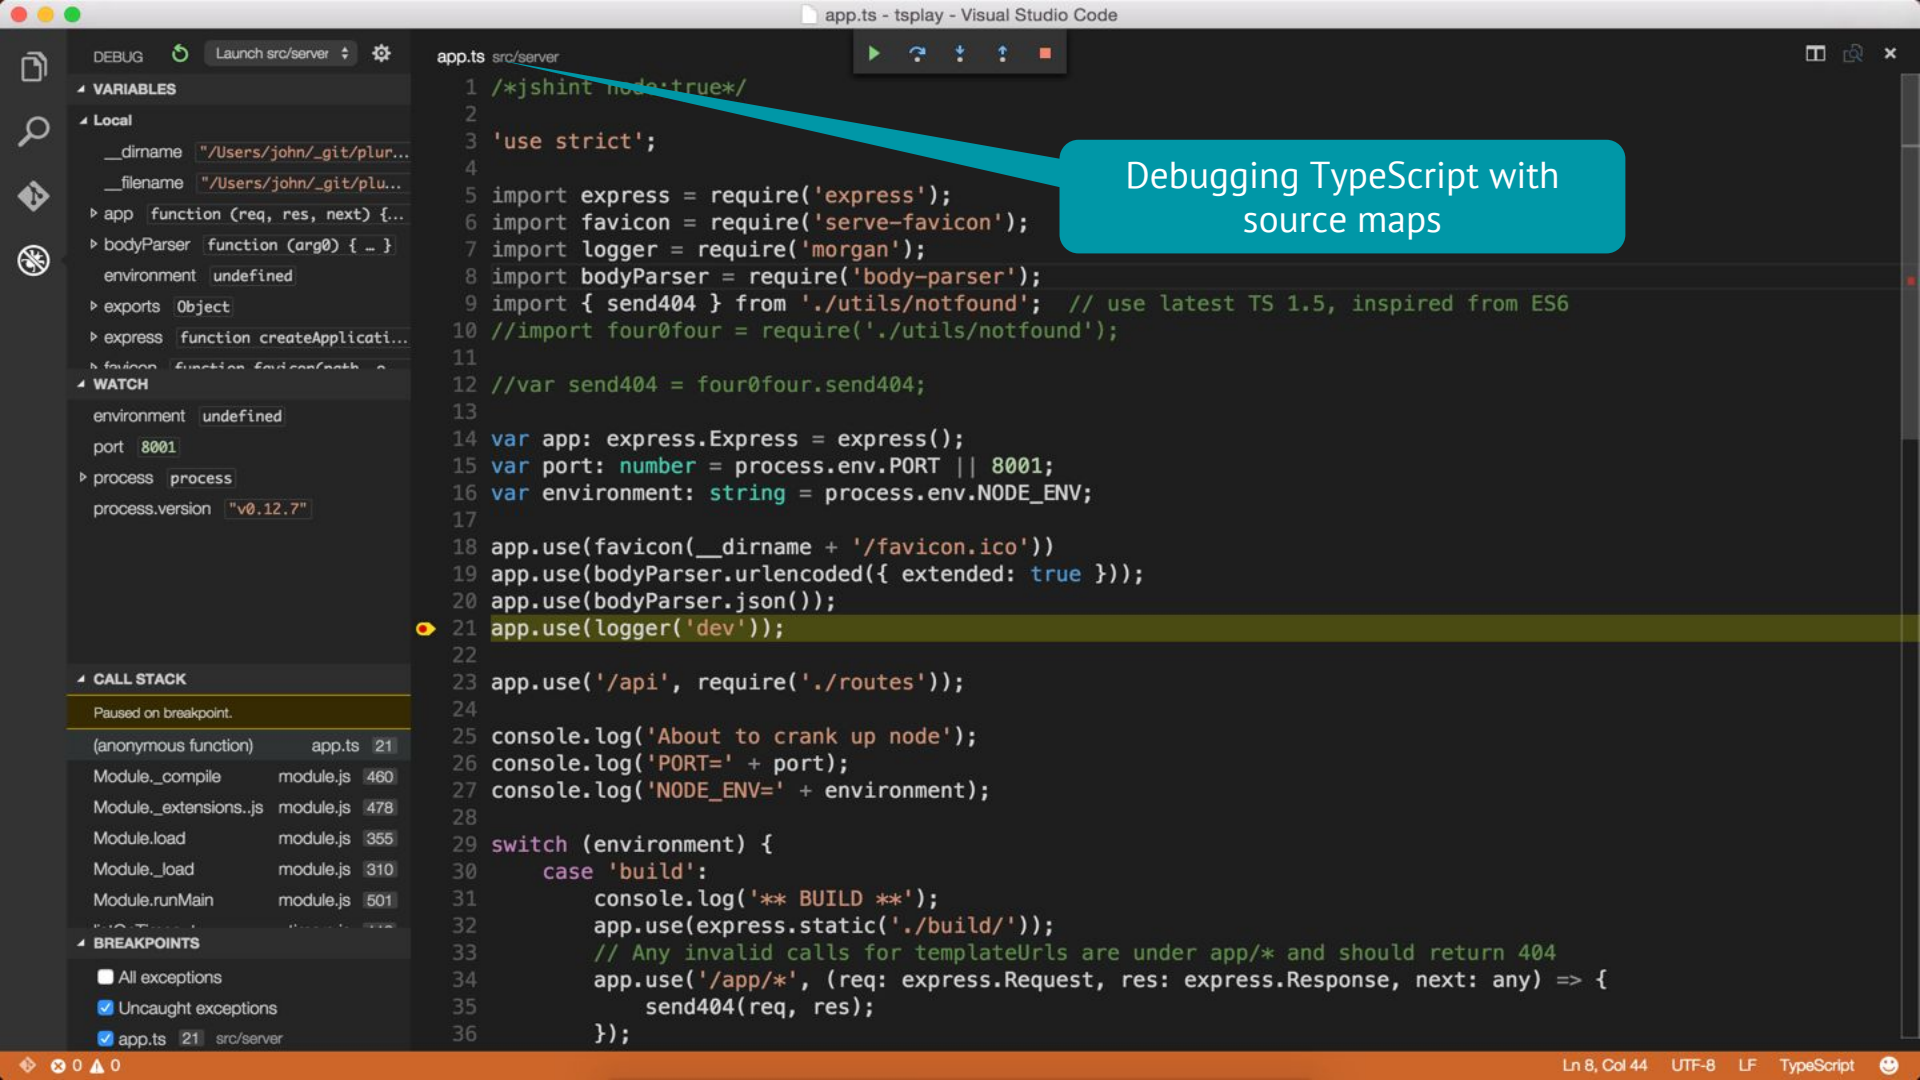 app.ts - tsplay - Visual Studio Code
DEBUG Launch src/server
VARIABLES
Local
__dirname "/Users/john/_git/plur...
__filename "/Users/john/_git/plu...
app function (req, res, next) {...
bodyParser function (arg0) { … }
environment undefined
exports Object
express function createApplicati...
favicon function favicon(path, o
WATCH
environment undefined
port 8001
process process
process.version "v0.12.7"
CALL STACK
Paused on breakpoint.
(anonymous function) app.ts 21
Module._compile module.js 460
Module._extensions..js module.js 478
Module.load module.js 355
Module._load module.js 310
Module.runMain module.js 501
BREAKPOINTS
All exceptions
Uncaught exceptions
app.ts 21 src/server
app.ts src/server
1 /*jshint node:true*/
2
3 'use strict';
4
5 import express = require('express');
6 import favicon = require('serve-favicon');
7 import logger = require('morgan');
8 import bodyParser = require('body-parser');
9 import { send404 } from './utils/notfound'; // use latest TS 1.5, inspired from ES6
10 //import four0four = require('./utils/notfound');
11
12 //var send404 = four0four.send404;
13
14 var app: express.Express = express();
15 var port: number = process.env.PORT || 8001;
16 var environment: string = process.env.NODE_ENV;
17
18 app.use(favicon(__dirname + '/favicon.ico'))
19 app.use(bodyParser.urlencoded({ extended: true }));
20 app.use(bodyParser.json());
21 app.use(logger('dev'));
22
23 app.use('/api', require('./routes'));
24
25 console.log('About to crank up node');
26 console.log('PORT=' + port);
27 console.log('NODE_ENV=' + environment);
28
29 switch (environment) {
30 case 'build':
31 console.log('** BUILD **');
32 app.use(express.static('./build/'));
33 // Any invalid calls for templateUrls are under app/* and should return 404
34 app.use('/app/*', (req: express.Request, res: express.Response, next: any) => {
35 send404(req, res);
36 });
Debugging TypeScript with
source maps
0 0
Ln 8, Col 44 UTF-8 LF TypeScript